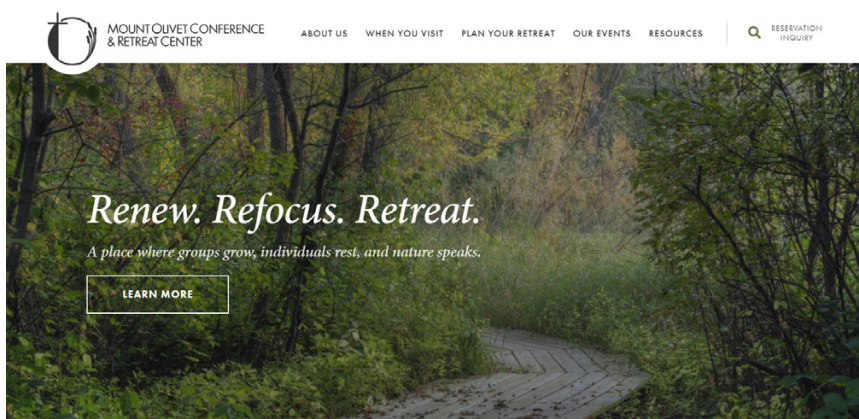 MOUNT OLIVET CONFERENCE
& RETREAT CENTER
ABOUT US
WHEN YOU VISIT
PLAN YOUR RETREAT
OUR EVENTS
RESOURCES
RESERVATION
INQUIRY
Renew. Refocus. Retreat.
A place where groups grow, individuals rest, and nature speaks.
LEARN MORE